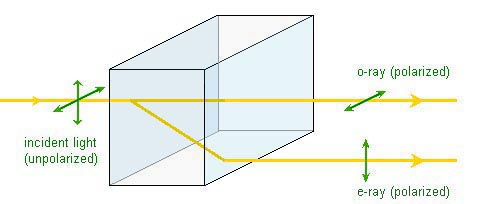 o-ray (polarized)
incident light
(unpolarized)
e-ray (polarized)